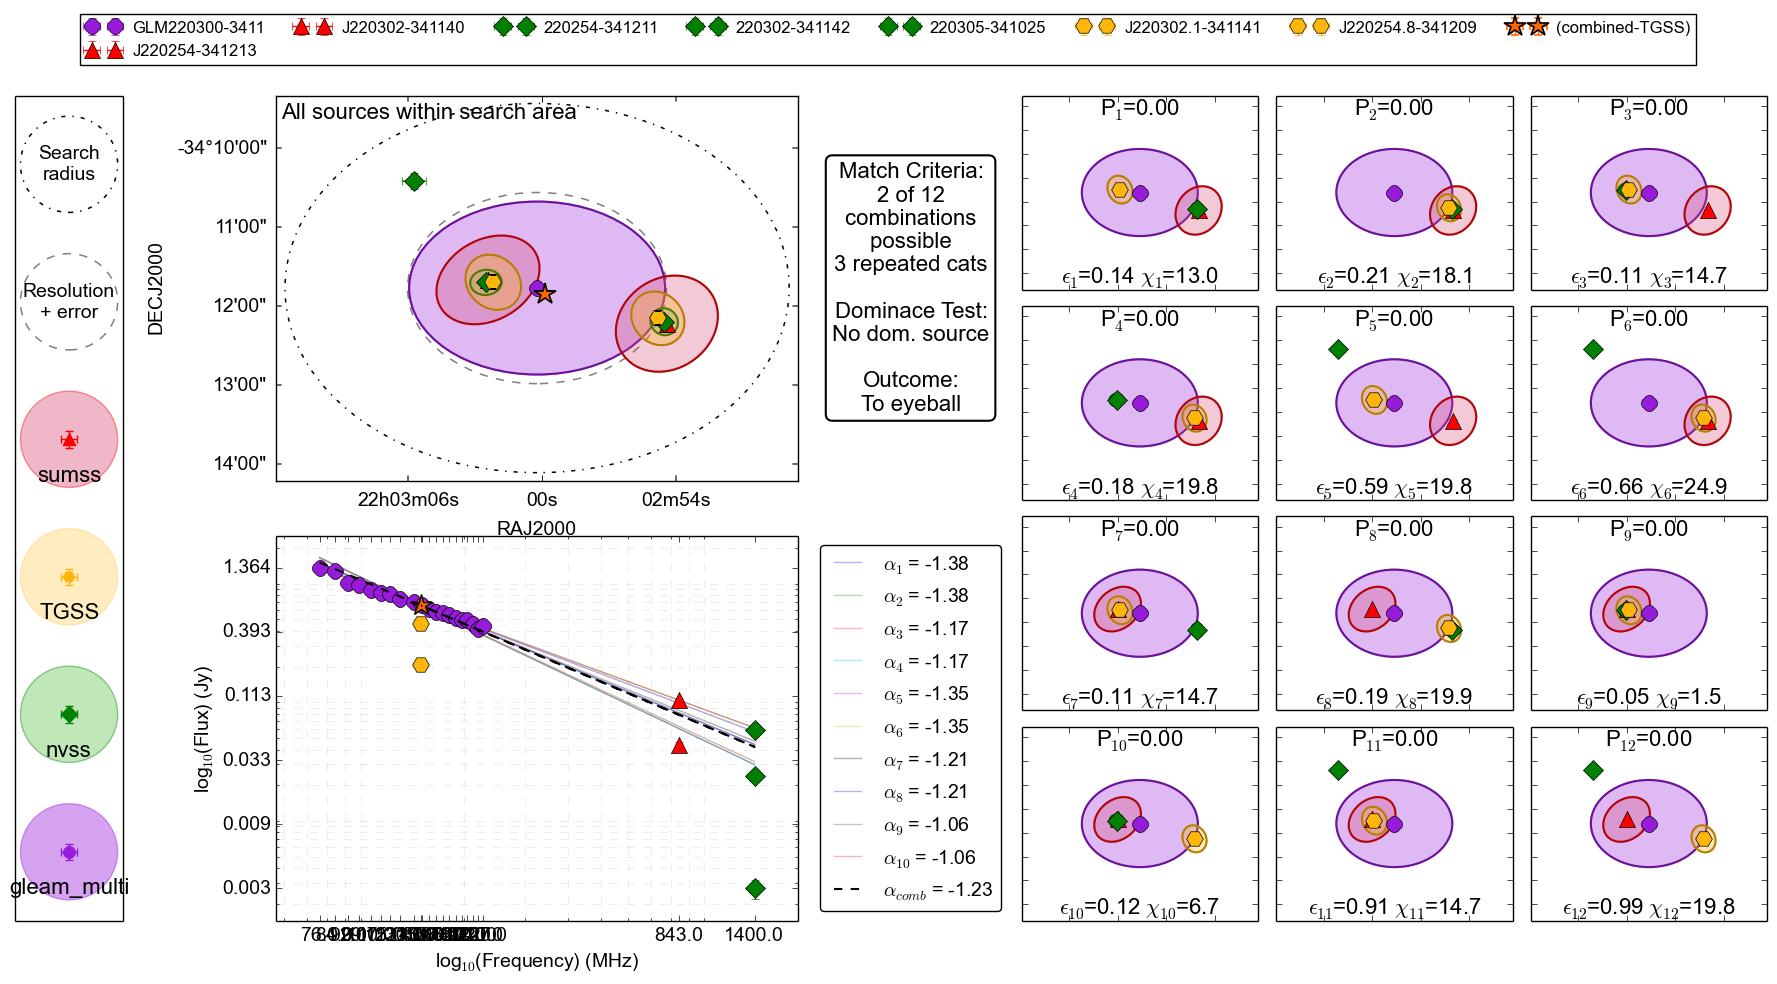 GLM220300-3411 J220302-341140 220254-341211 220302-341142 220305-341025 J220302.1-341141 J220254.8-341209 (combined-TGSS)
J220254-341213
Search
radius
Resolution
+ error
sumss
TGSS
nvss
gleam_multi
All sources within search area
DECJ2000
-34°10'00"
11'00"
12'00"
13'00"
14'00"
22h03m06s 00s 02m54s
RAJ2000
Match Criteria:
2 of 12
combinations
possible
3 repeated cats
Dominace Test:
No dom. source
Outcome:
To eyeball
log10(Flux) (Jy)
1.364
0.393
0.113
0.033
0.009
0.003
843.0 1400.0
log10(Frequency) (MHz)
α1 = -1.38
α2 = -1.38
α3 = -1.17
α4 = -1.17
α5 = -1.35
α6 = -1.35
α7 = -1.21
α8 = -1.21
α9 = -1.06
α10 = -1.06
αcomb = -1.23
P1=0.00 P2=0.00 P3=0.00
ϵ1=0.14 χ1=13.0 ϵ2=0.21 χ2=18.1 ϵ3=0.11 χ3=14.7
P4=0.00 P5=0.00 P6=0.00
ϵ4=0.18 χ4=19.8 ϵ5=0.59 χ5=19.8 ϵ6=0.66 χ6=24.9
P7=0.00 P8=0.00 P9=0.00
ϵ7=0.11 χ7=14.7 ϵ8=0.19 χ8=19.9 ϵ9=0.05 χ9=1.5
P10=0.00 P11=0.00 P12=0.00
ϵ10=0.12 χ10=6.7 ϵ11=0.91 χ11=14.7 ϵ12=0.99 χ12=19.8